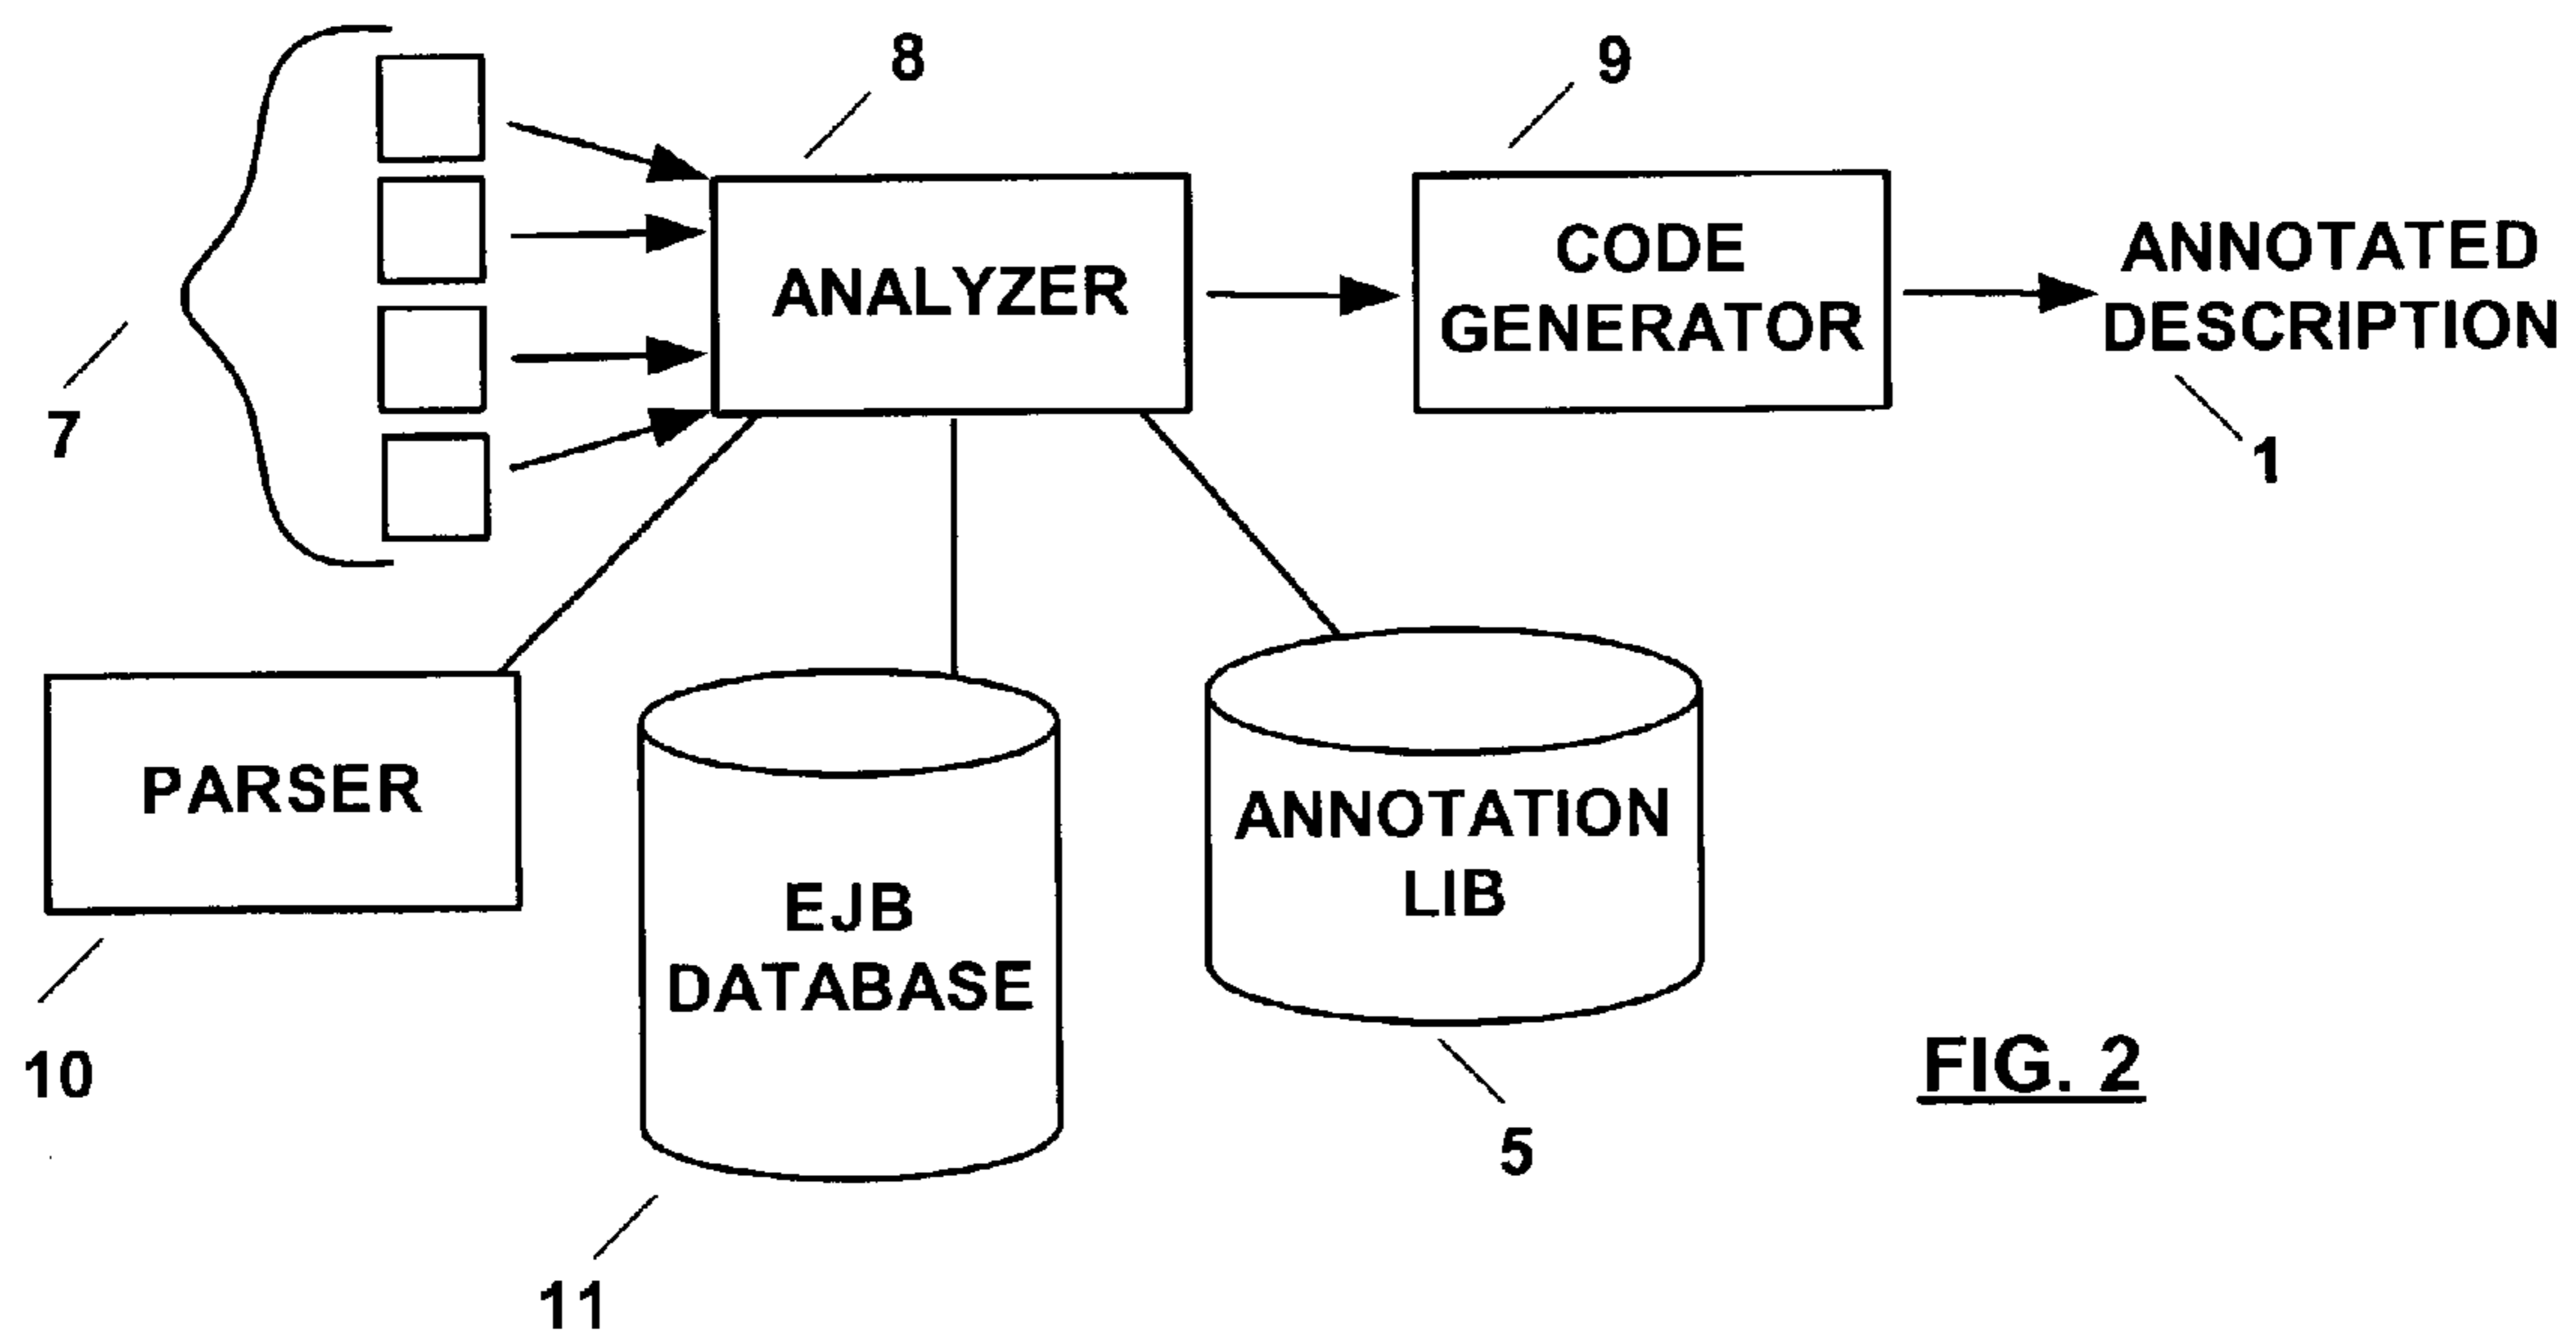 8
9
7
ANALYZER
CODE
GENERATOR
ANNOTATED
DESCRIPTION
1
PARSER
10
EJB
DATABASE
11
ANNOTATION
LIB
5
FIG. 2